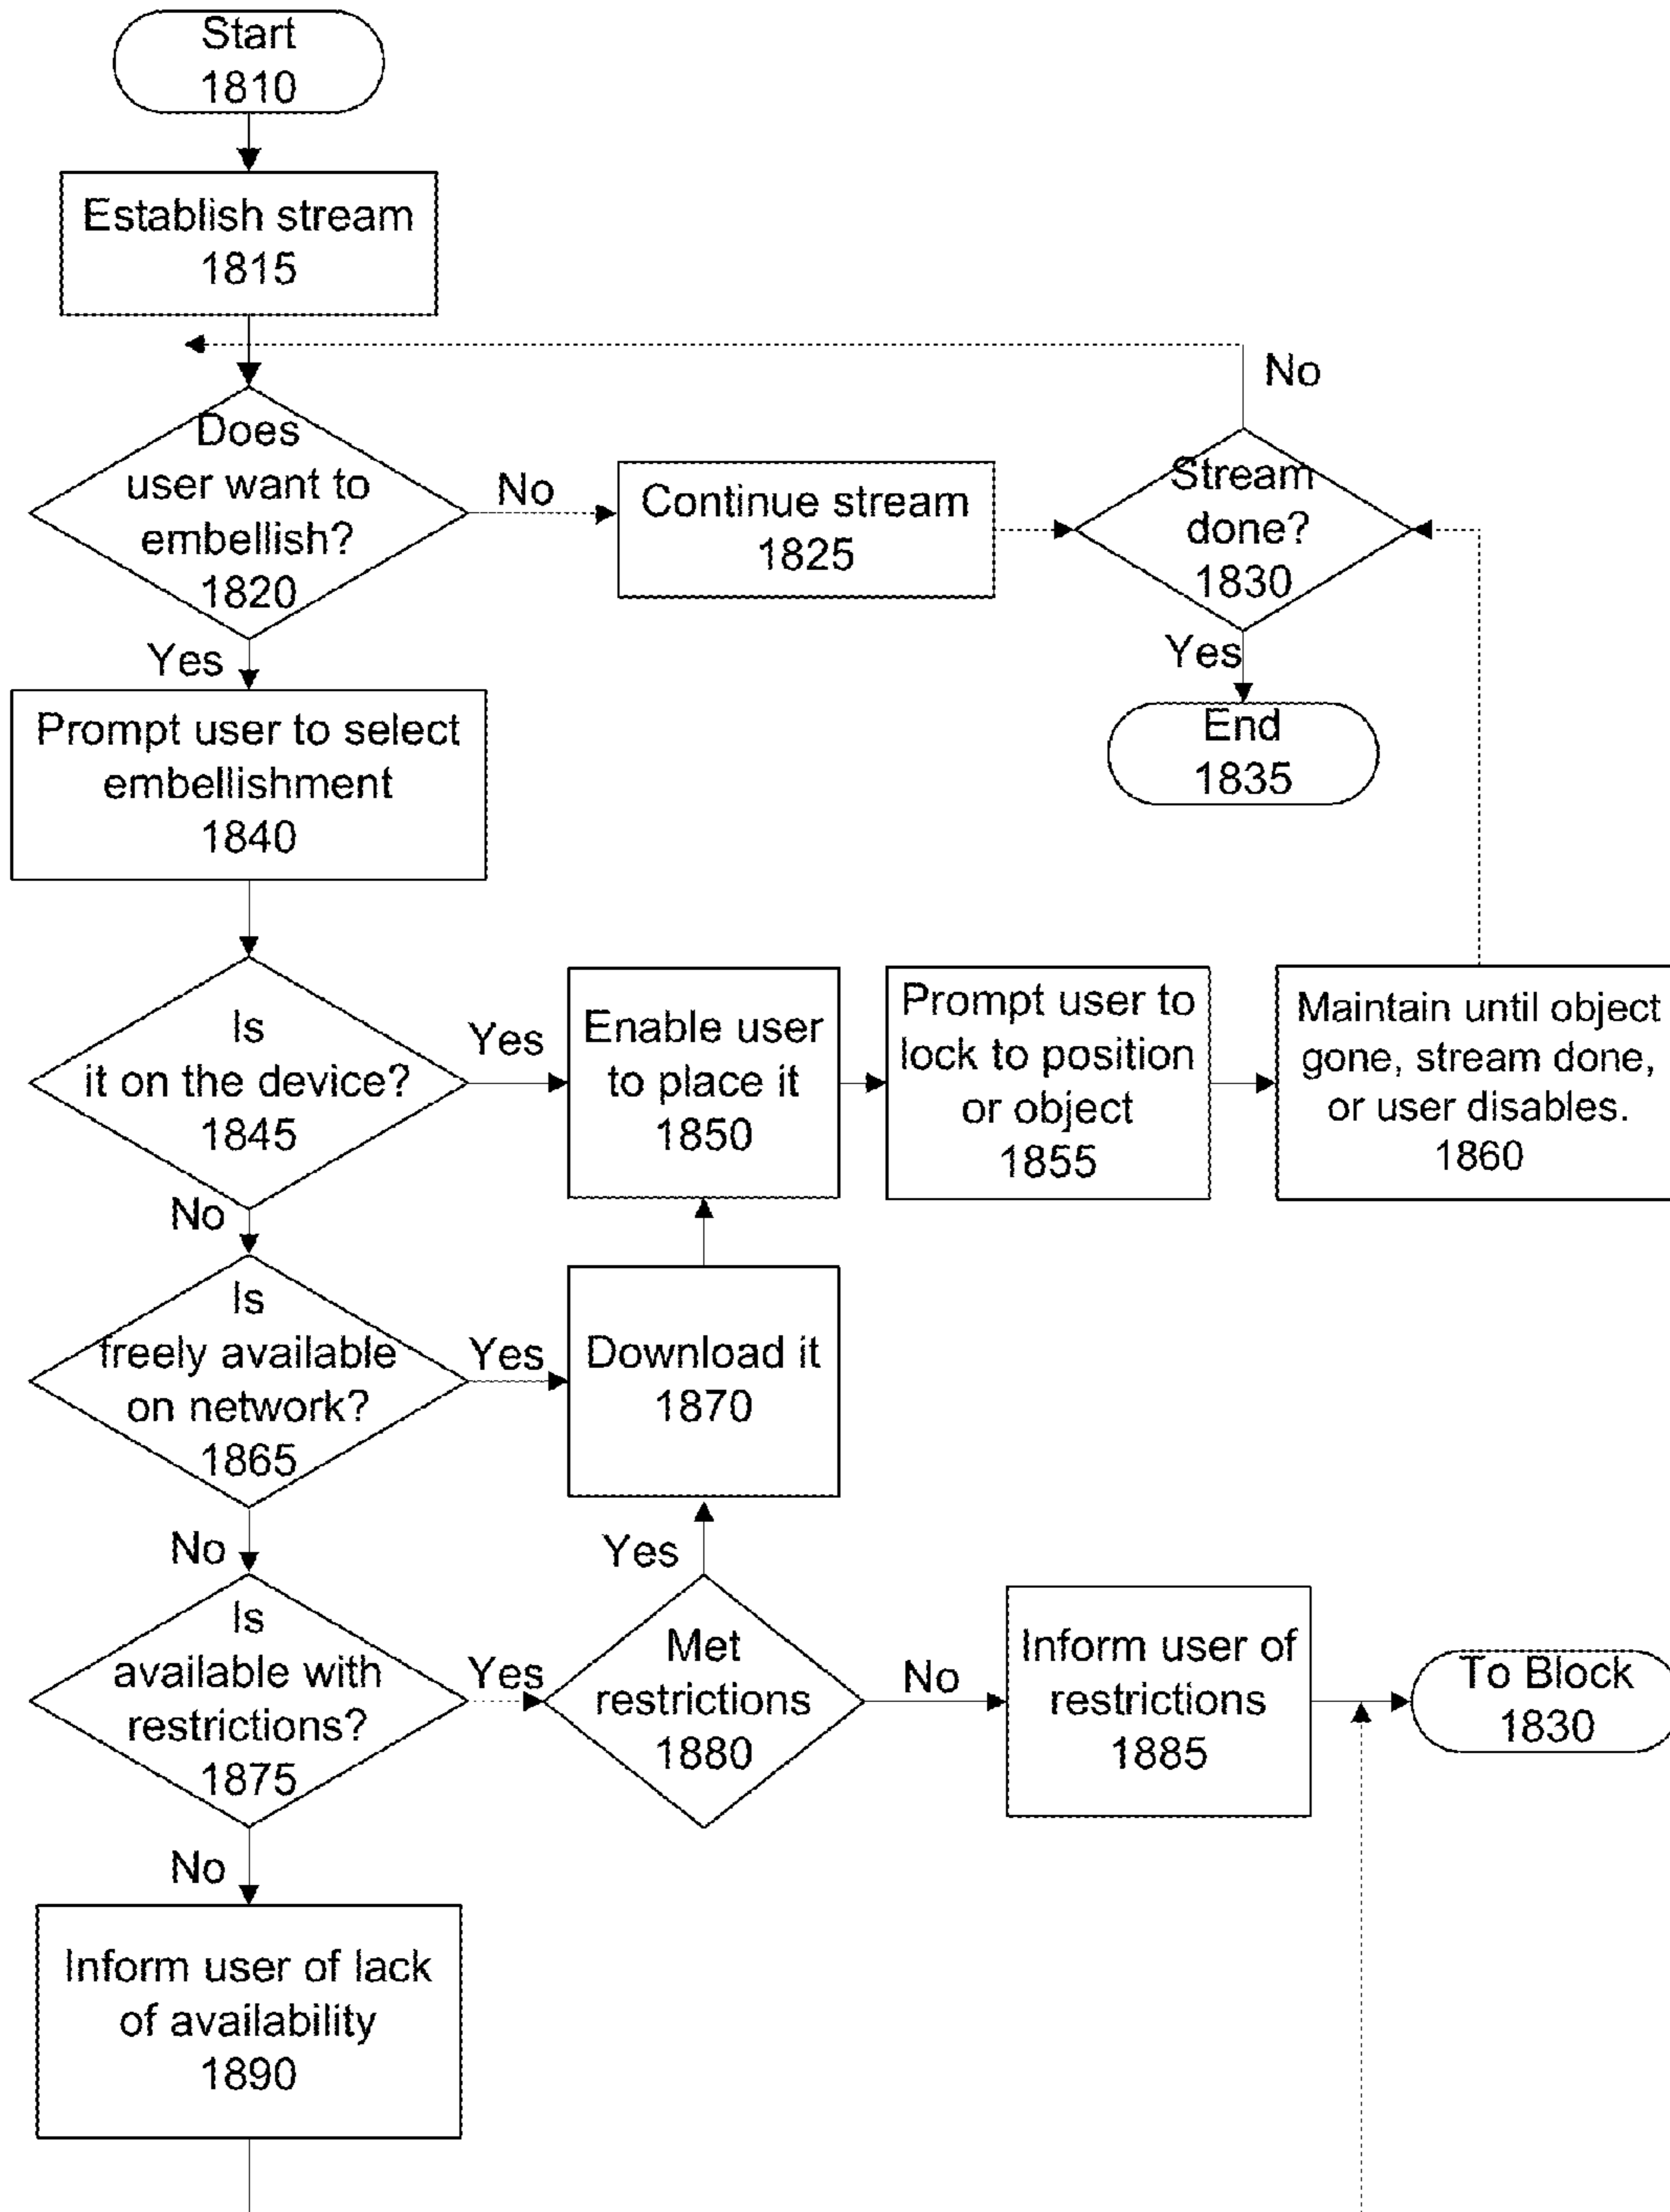 Start
1810
Establish stream
1815
No
Does
user want to
embellish?
1820
No
Continue stream
1825
Stream
done?
1830
Yes
Yes
End
1835
Prompt user to select
embellishment
1840
Is
it on the device?
1845
Yes
Enable user
to place it
1850
Prompt user to
lock to position
or object
1855
Maintain until object
gone, stream done,
or user disables.
1860
No
Is
freely available
on network?
1865
Yes
Download it
1870
No
Yes
Is
available with
restrictions?
1875
Yes
Met
restrictions
1880
No
Inform user of
restrictions
1885
To Block
1830
No
Inform user of lack
of availability
1890